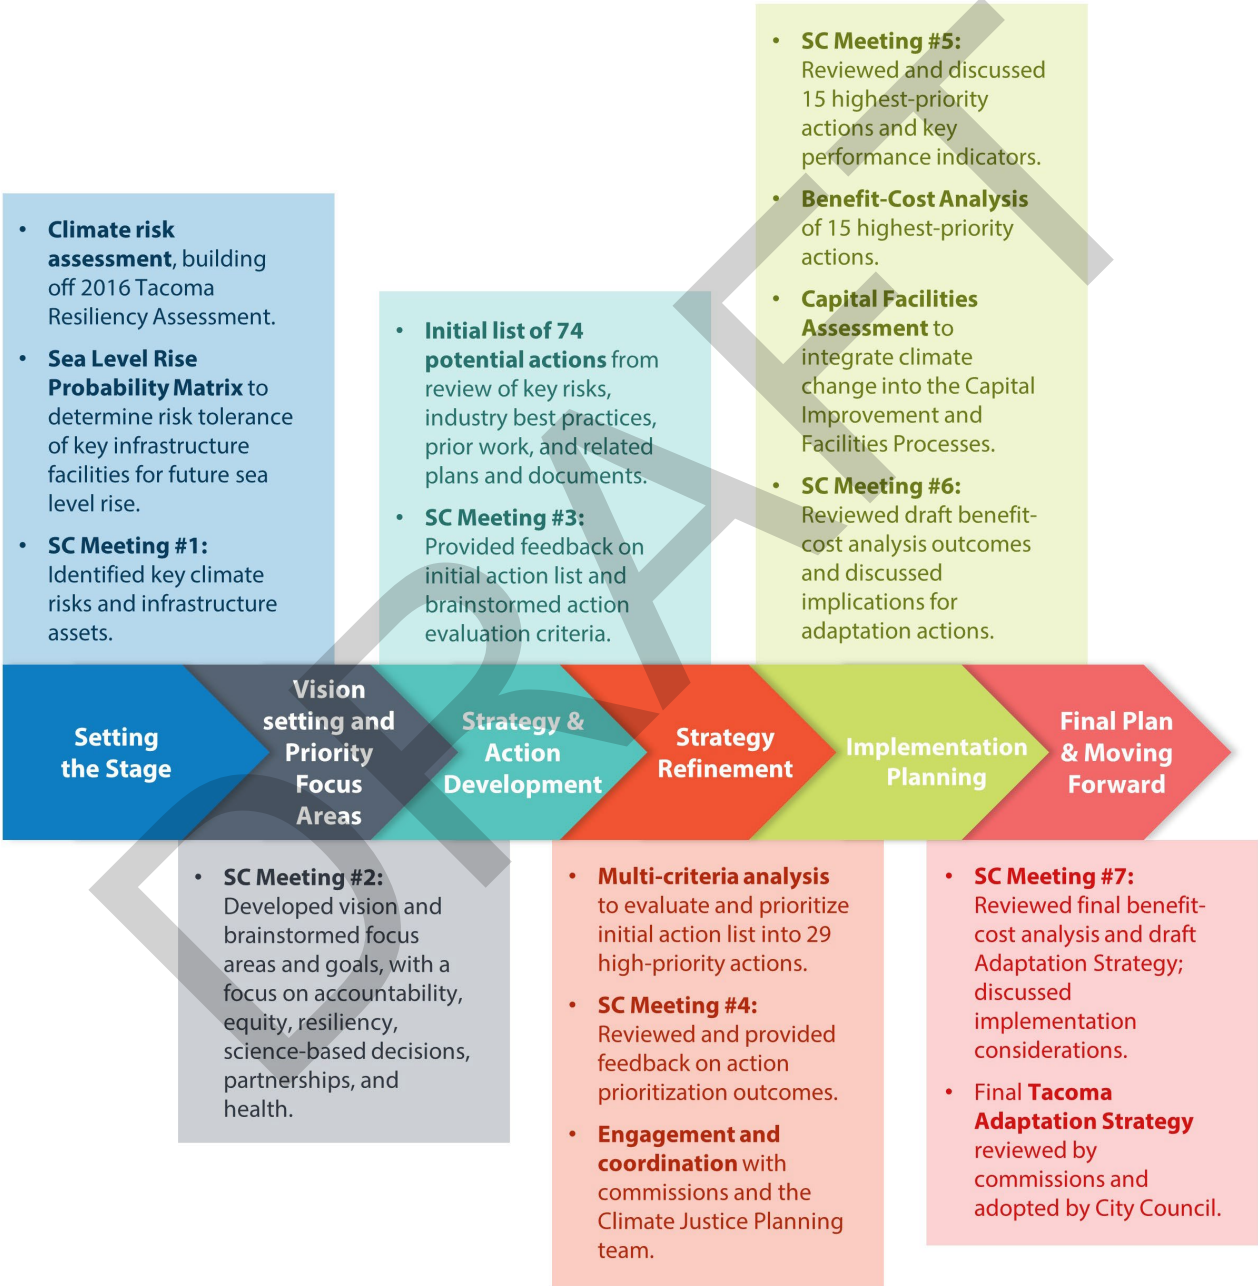 • Climate risk
assessment, building
off 2016 Tacoma
Resiliency Assessment.
• Sea Level Rise
Probability Matrix to
determine risk tolerance
of key infrastructure
facilities for future sea
level rise.
• SC Meeting #1:
Identified key climate
risks and infrastructure
assets.
• Initial list of 74
potential actions from
review of key risks,
industry best practices,
prior work, and related
plans and documents.
• SC Meeting #3:
Provided feedback on
initial action list and
brainstormed action
evaluation criteria.
• SC Meeting #5:
Reviewed and discussed
15 highest-priority
actions and key
performance indicators.
• Benefit-Cost Analysis
of 15 highest-priority
actions.
• Capital Facilities
Assessment to
integrate climate
change into the Capital
Improvement and
Facilities Processes.
• SC Meeting #6:
Reviewed draft benefit-
cost analysis outcomes
and discussed
implications for
adaptation actions.
Setting
the Stage
Vision
setting and
Priority
Focus
Areas
Strategy &
Action
Development
Strategy
Refinement
Implementation
Planning
Final Plan
& Moving
Forward
• SC Meeting #2:
Developed vision and
brainstormed focus
areas and goals, with a
focus on accountability,
equity, resiliency,
science-based decisions,
partnerships, and
health.
• Multi-criteria analysis
to evaluate and prioritize
initial action list into 29
high-priority actions.
• SC Meeting #4:
Reviewed and provided
feedback on action
prioritization outcomes.
• Engagement and
coordination with
commissions and the
Climate Justice Planning
team.
• SC Meeting #7:
Reviewed final benefit-
cost analysis and draft
Adaptation Strategy;
discussed
implementation
considerations.
• Final Tacoma
Adaptation Strategy
reviewed by
commissions and
adopted by City Council.
DRAFT